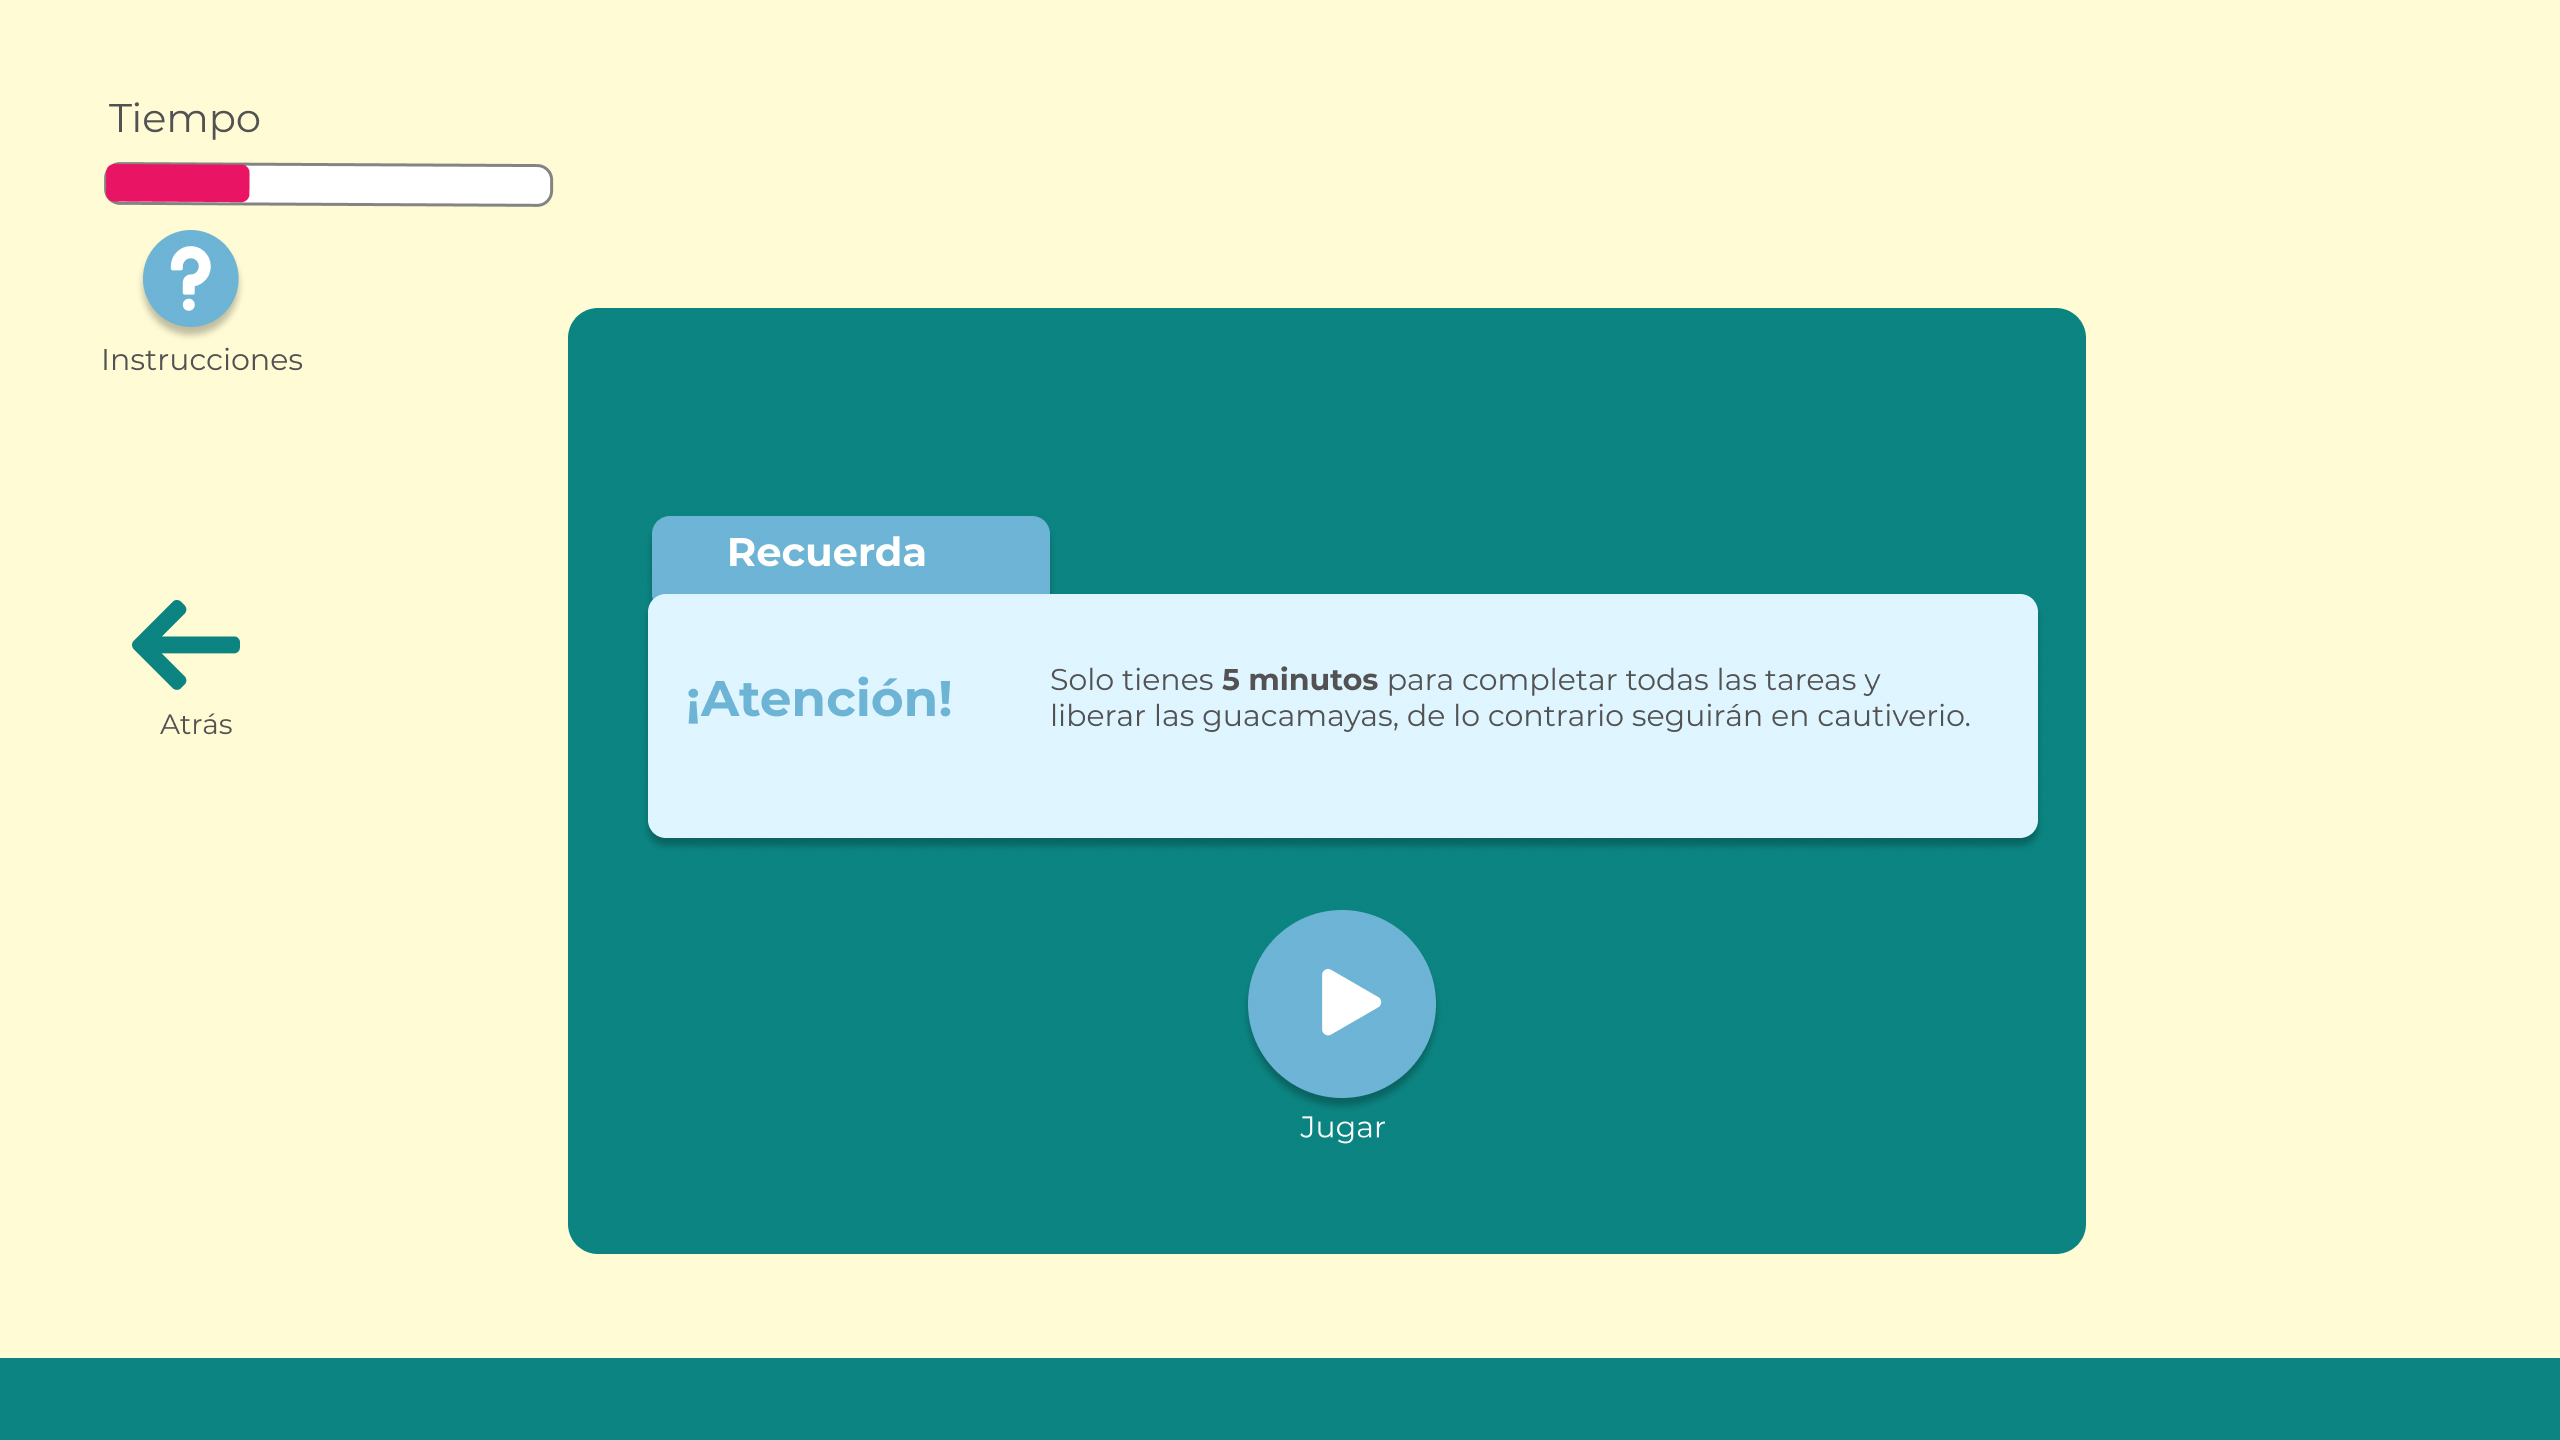 Tiempo
Instrucciones
Atrás
Recuerda
¡Atención!
Solo tienes 5 minutos para completar todas las tareas y
liberar las guacamayas, de lo contrario seguirán en cautiverio.
Jugar